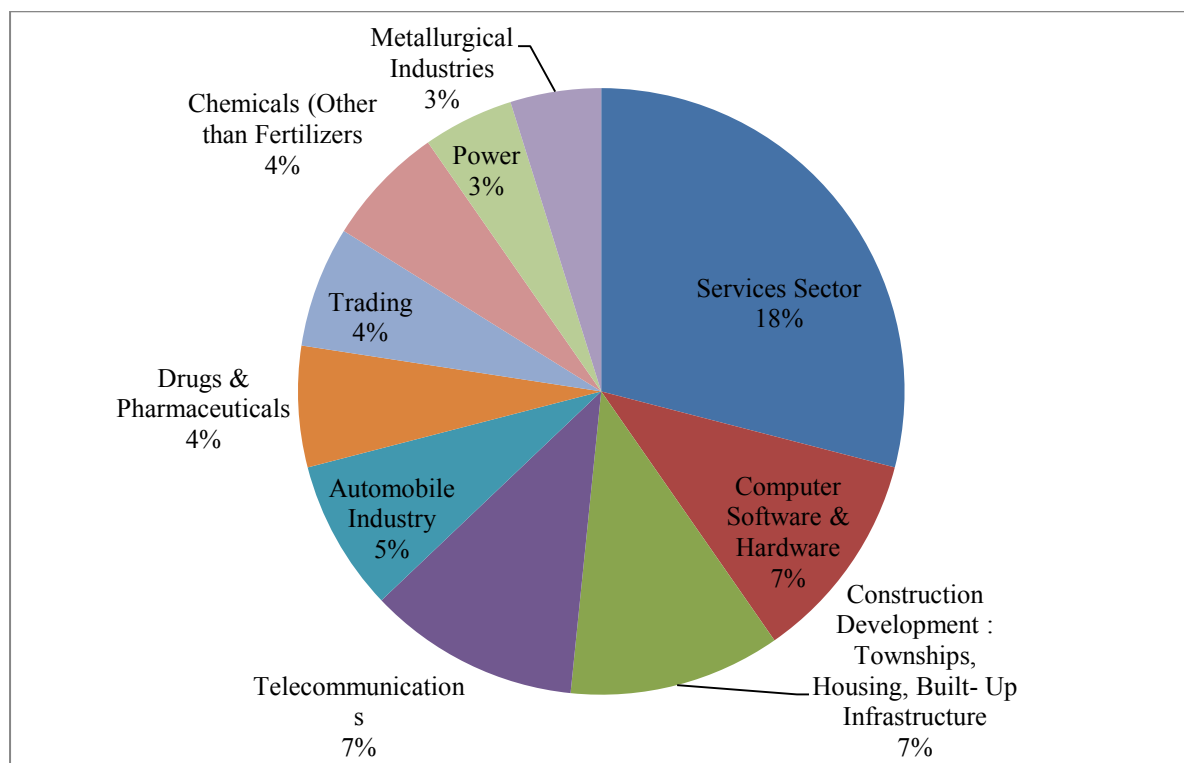 Metallurgical
Industries
3%
Chemicals (Other
than Fertilizers
4%
Power
3%
Services Sector
18%
Trading
4%
Drugs &
Pharmaceuticals
4%
Automobile
Industry
5%
Computer
Software &
Hardware
7%
Construction
Development :
Townships,
Housing, Built- Up
Infrastructure
7%
Telecommunication
s
7%